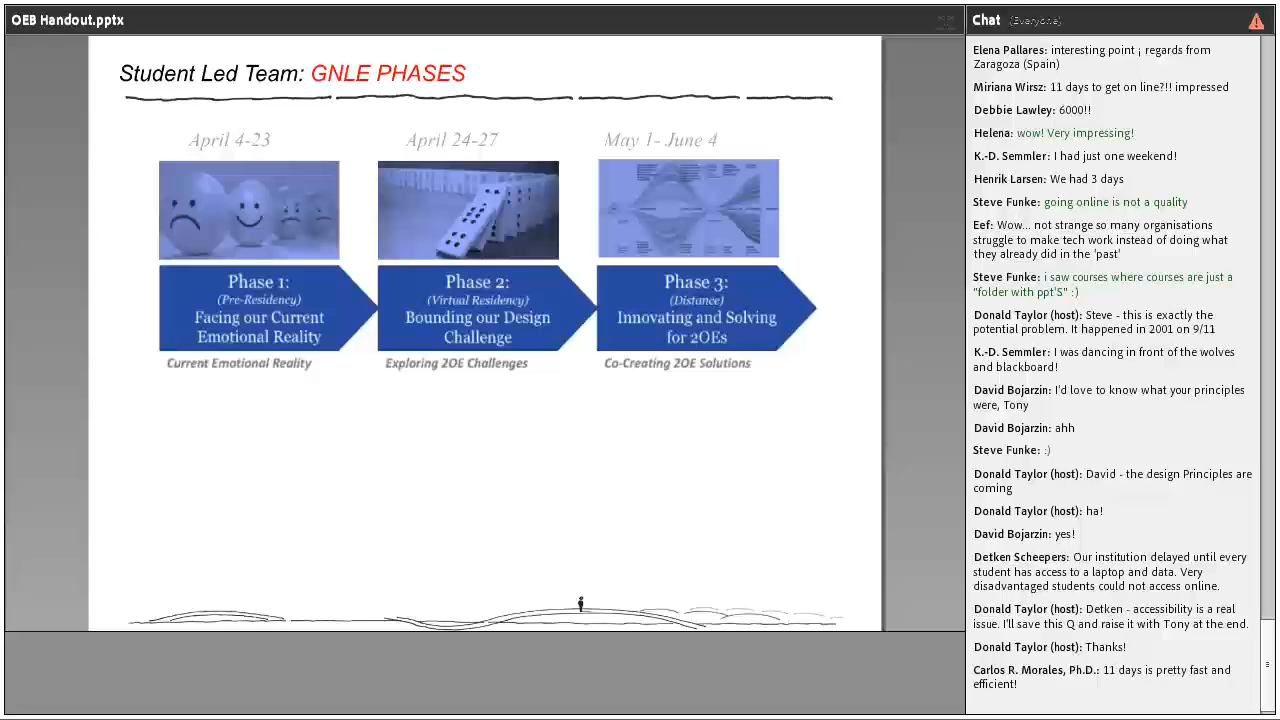 OEB Handout.pptx
Student Led Team: GNLE PHASES
April 4-23
April 24-27
May 1- June 4
Phase 1:
(Pre-Residency)
Facing our Current
Emotional Reality
Current Emotional Reality
Phase 2:
(Virtual Residency)
Bounding our Design
Challenge
Exploring 2OE Challenges
Phase 3:
(Distance)
Innovating and Solving
for 2OEs
Co-Creating 2OE Solutions
Chat (Everyone)
Elena Pallares: interesting point ¡ regards from
Zaragoza (Spain)
Miriana Wirsz: 11 days to get on line?!! impressed
Debbie Lawley: 6000!!
Helena: wow! Very impressing!
K.-D. Semmler: I had just one weekend!
Henrik Larsen: We had 3 days
Steve Funke: going online is not a quality
Eef: Wow... not strange so many organisations
struggle to make tech work instead of doing what
they already did in the 'past'
Steve Funke: i saw courses where courses are just a
"folder with ppt'S" :)
Donald Taylor (host): Steve - this is exactly the
potential problem. It happened in 2001 for 9/11
K.-D. Semmler: I was dancing in front of the wolves
and blackboard!
David Bojarzin: I'd love to know what your principles
were, Tony
David Bojarzin: ahh
Steve Funke: :)
Donald Taylor (host): David - the design Principles are
coming
Donald Taylor (host): ha!
David Bojarzin: yes!
Detken Scheepers: Our institution delayed until every
student has access to a laptop and data. Very
disadvantaged students could not access online.
Donald Taylor (host): Detken - accessibility is a real
issue. I'll save this Q and raise it with Tony at the end.
Donald Taylor (host): Thanks!
Carlos R. Morales, Ph.D.: 11 days is pretty fast and
efficient!